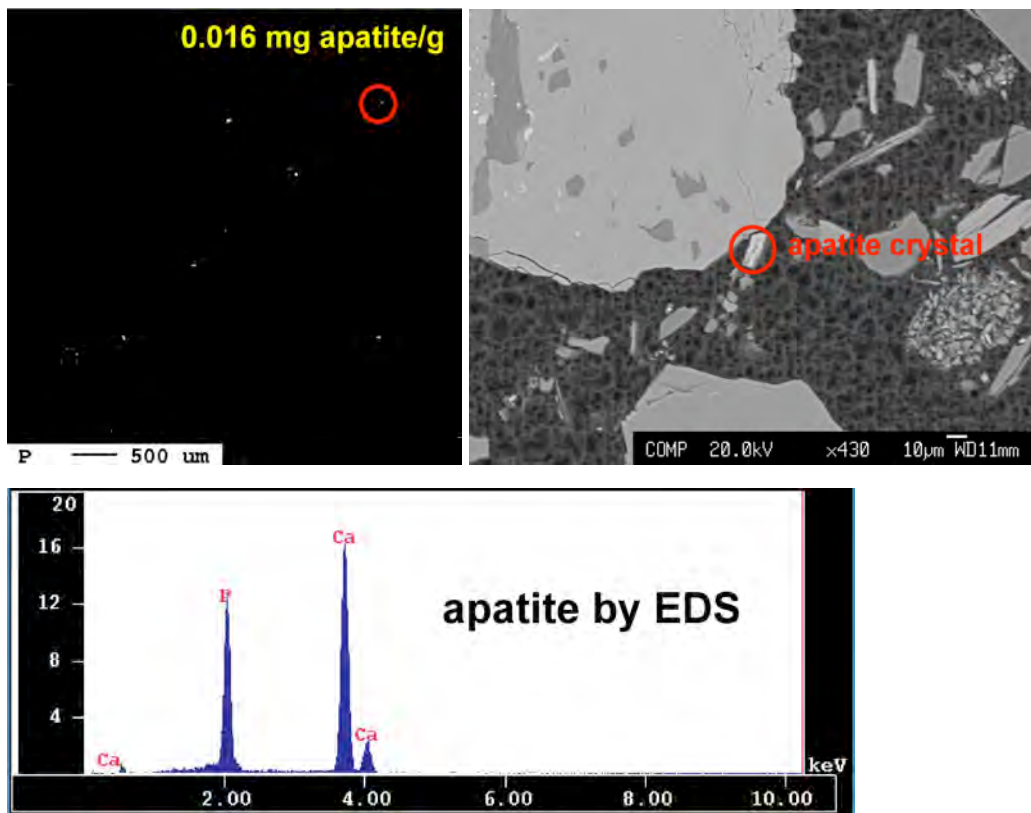 0.016 mg apatite/g
P 500 um
apatite crystal
COMP 20.0kV ×430 10µm WD11mm
20
16
12
8
4
Ca
P
Ca
Ca
apatite by EDS
keV
2.00 4.00 6.00 8.00 10.00